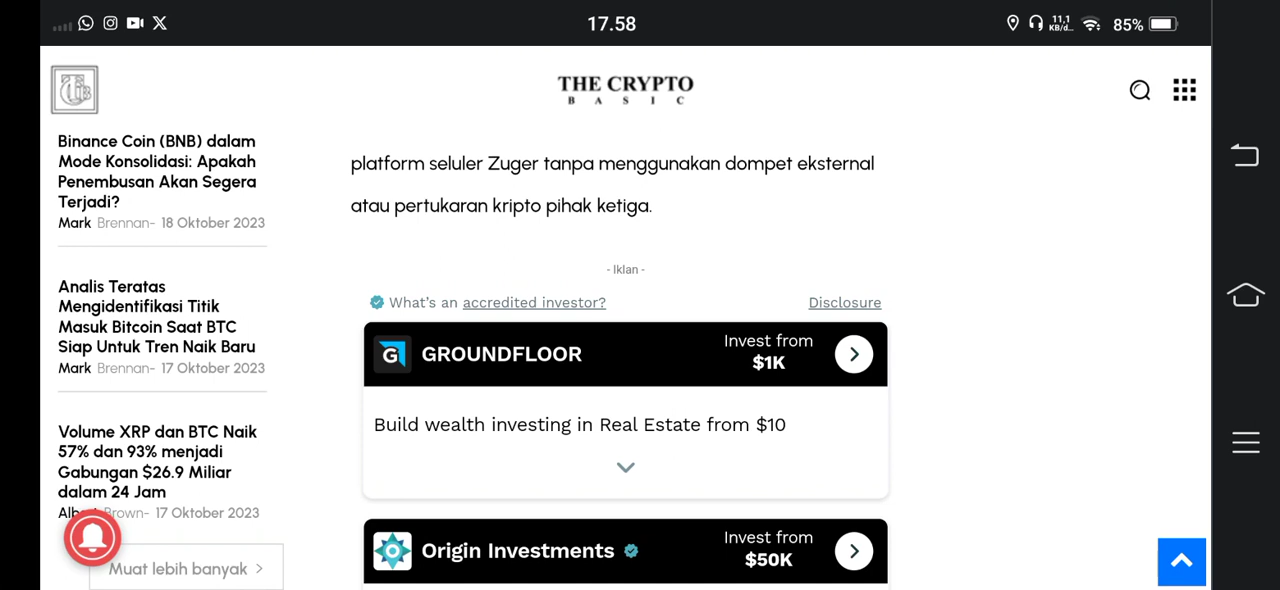 17.58
11,1
KB/d...
85%
THE CRYPTO
BASIC
Binance Coin (BNB) dalam
Mode Konsolidasi: Apakah
Penembusan Akan Segera
Terjadi?
Mark Brennan- 18 Oktober 2023
Analis Teratas
Mengidentifikasi Titik
Masuk Bitcoin Saat BTC
Siap Untuk Tren Naik Baru
Mark Brennan- 17 Oktober 2023
Volume XRP dan BTC Naik
57% dan 93% menjadi
Gabungan $26.9 Miliar
dalam 24 Jam
Brown- 17 Oktober 2023
Muat lebih banyak
platform seluler Zuger tanpa menggunakan dompet eksternal
atau pertukaran kripto pihak ketiga.
- Iklan -
What's an accredited investor?
Disclosure
GROUNDFLOOR
Invest from
$1K
Build wealth investing in Real Estate from $10
Origin Investments
Invest from
$50K